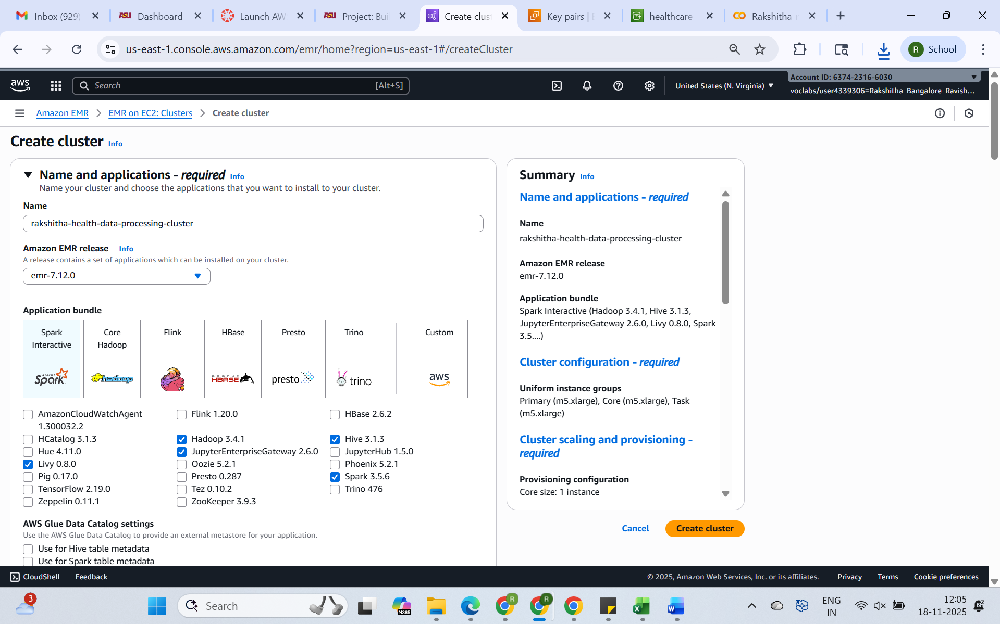 Inbox (929)
Dashboard
Launch AW
Project: Bui
Create clus
Key pairs |
healthcare-
Rakshitha_r
us-east-1.console.aws.amazon.com/emr/home?region=us-east-1#/createCluster
R School
aws
Search [Alt+S]
United States (N. Virginia)
Account ID: 6374-2316-6030
voclabs/user4339306=Rakshitha_Bangalore_Ravish...
Amazon EMR > EMR on EC2: Clusters > Create cluster
Create cluster Info
Name and applications - required Info
Name your cluster and choose the applications that you want to install to your cluster.
Name
rakshitha-health-data-processing-cluster
Amazon EMR release Info
A release contains a set of applications which can be installed on your cluster.
emr-7.12.0
Application bundle
Spark Interactive
APACHE Spark
Core Hadoop
hadoop
Flink
HBase
APACHE HBASE
Presto
presto
Trino
trino
Custom
aws
AmazonCloudWatchAgent 1.300032.2
Flink 1.20.0
HBase 2.6.2
HCatalog 3.1.3
Hadoop 3.4.1
Hive 3.1.3
Hue 4.11.0
JupyterEnterpriseGateway 2.6.0
JupyterHub 1.5.0
Livy 0.8.0
Oozie 5.2.1
Phoenix 5.2.1
Pig 0.17.0
Presto 0.287
Spark 3.5.6
TensorFlow 2.19.0
Tez 0.10.2
Trino 476
Zeppelin 0.11.1
ZooKeeper 3.9.3
AWS Glue Data Catalog settings
Use the AWS Glue Data Catalog to provide an external metastore for your application.
Use for Hive table metadata
Use for Spark table metadata
Summary Info
Name and applications - required
Name
rakshitha-health-data-processing-cluster
Amazon EMR release
emr-7.12.0
Application bundle
Spark Interactive (Hadoop 3.4.1, Hive 3.1.3,
JupyterEnterpriseGateway 2.6.0, Livy 0.8.0, Spark
3.5....)
Cluster configuration - required
Uniform instance groups
Primary (m5.xlarge), Core (m5.xlarge), Task
(m5.xlarge)
Cluster scaling and provisioning -
required
Provisioning configuration
Core size: 1 instance
Cancel
Create cluster
CloudShell
Feedback
© 2025, Amazon Web Services, Inc. or its affiliates.
Privacy
Terms
Cookie preferences
3
Search
M365
R
R
ENG
IN
12:05
18-11-2025